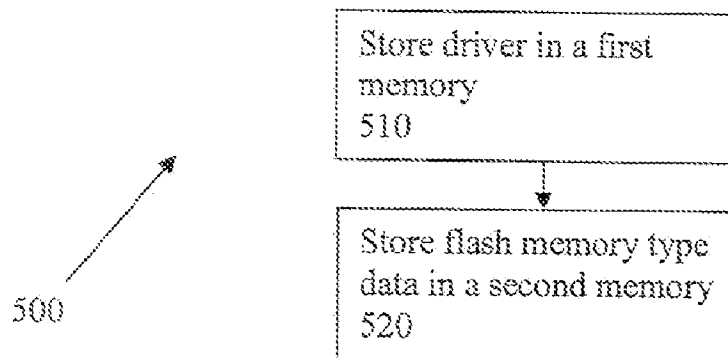 Store driver in a first
memory
510
Store flash memory type
data in a second memory
520
500